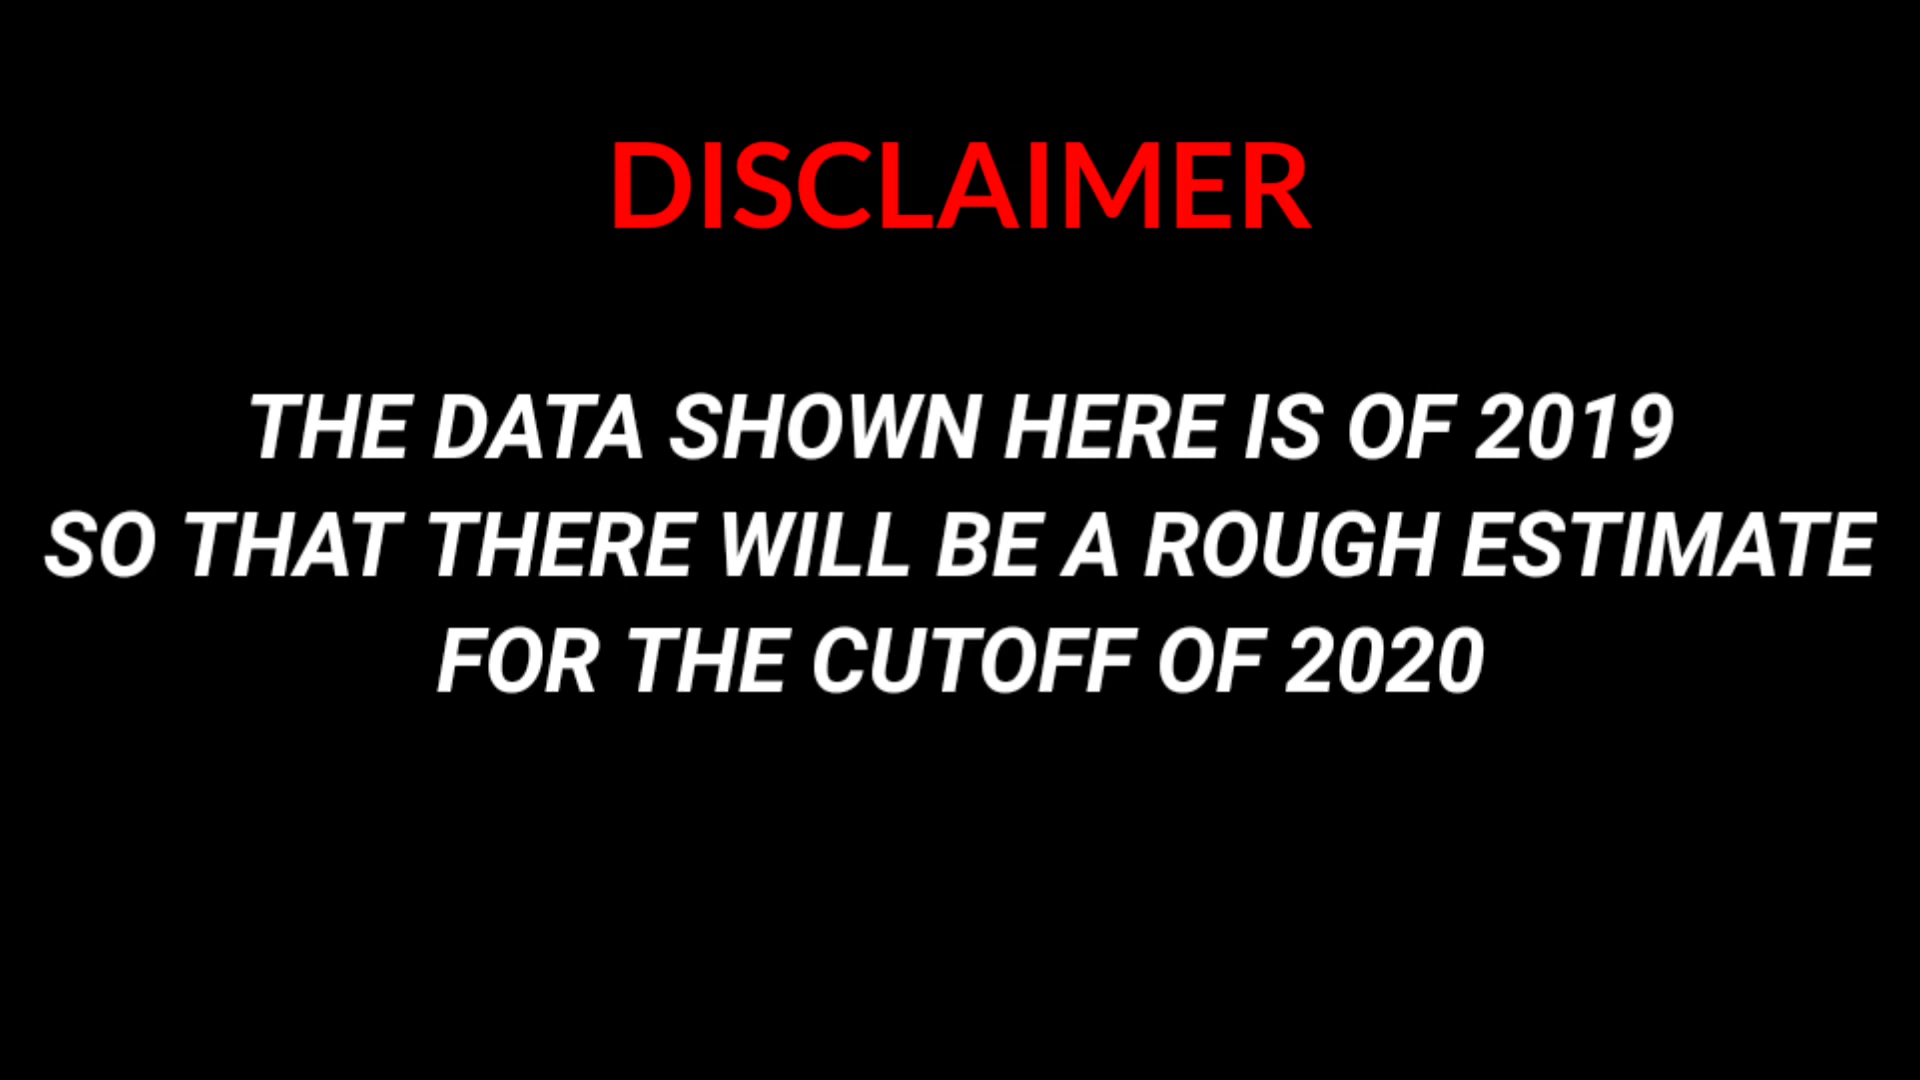 DISCLAIMER
THE DATA SHOWN HERE IS OF 2019
SO THAT THERE WILL BE A ROUGH ESTIMATE
FOR THE CUTOFF OF 2020